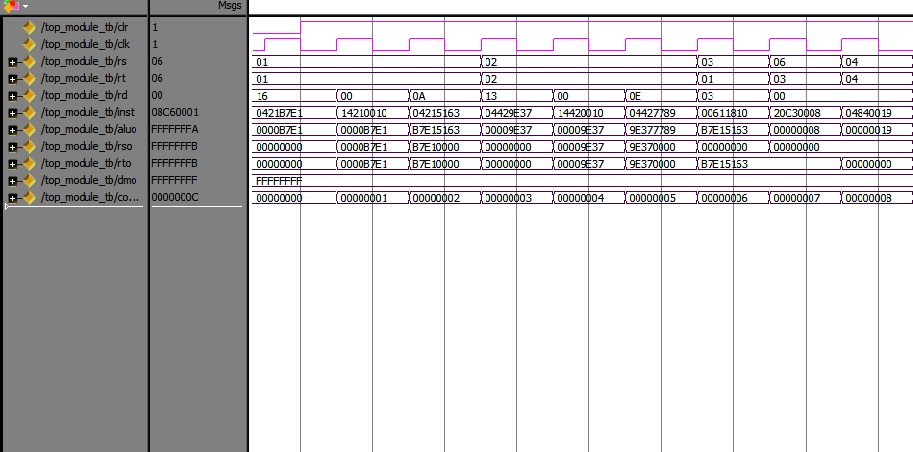 Msgs
/top_module_tb/clr 1
/top_module_tb/clk 1
/top_module_tb/rs 06 01 02 03 06 04
/top_module_tb/rt 06 01 02 01 03 04
/top_module_tb/rd 00 16 00 0A 13 00 0E 03 00
/top_module_tb/inst 08C60001 0421B7E1 14210010 04215163 04429E37 14420010 04427789 00611810 20C30008 04840019
/top_module_tb/aluo FFFFFFFA 0000B7E1 0000B7E1 B7E15163 00009E37 00009E37 9E377789 B7E15163 00000008 00000019
/top_module_tb/rso FFFFFFFB 00000000 0000B7E1 B7E10000 00000000 00009E37 9E370000 00000000 00000000
/top_module_tb/rto FFFFFFFB 00000000 0000B7E1 B7E10000 00000000 00009E37 9E370000 B7E15163 00000000
/top_module_tb/dmo FFFFFFFF FFFFFFFF
/top_module_tb/co... 0000000C 00000000 00000001 00000002 00000003 00000004 00000005 00000006 00000007 00000008